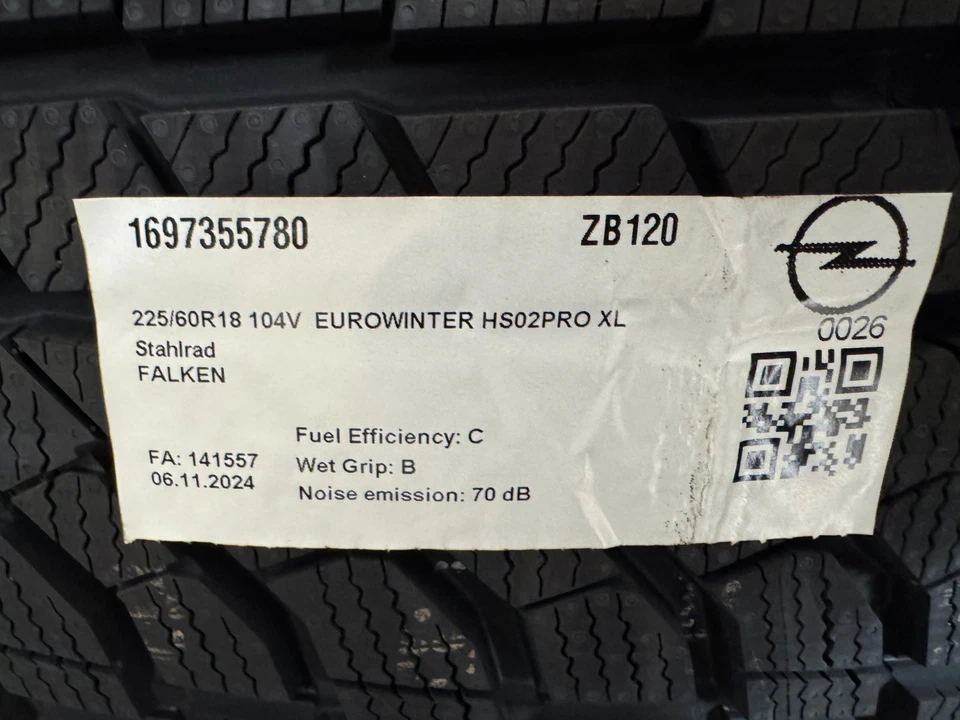 1697355780 ZB120
225/60R18 104V EUROWINTER HS02PRO XL
0026
Stahlrad
FALKEN
Fuel Efficiency: C
FA: 141557
Wet Grip: B
06.11.2024
Noise emission: 70 dB